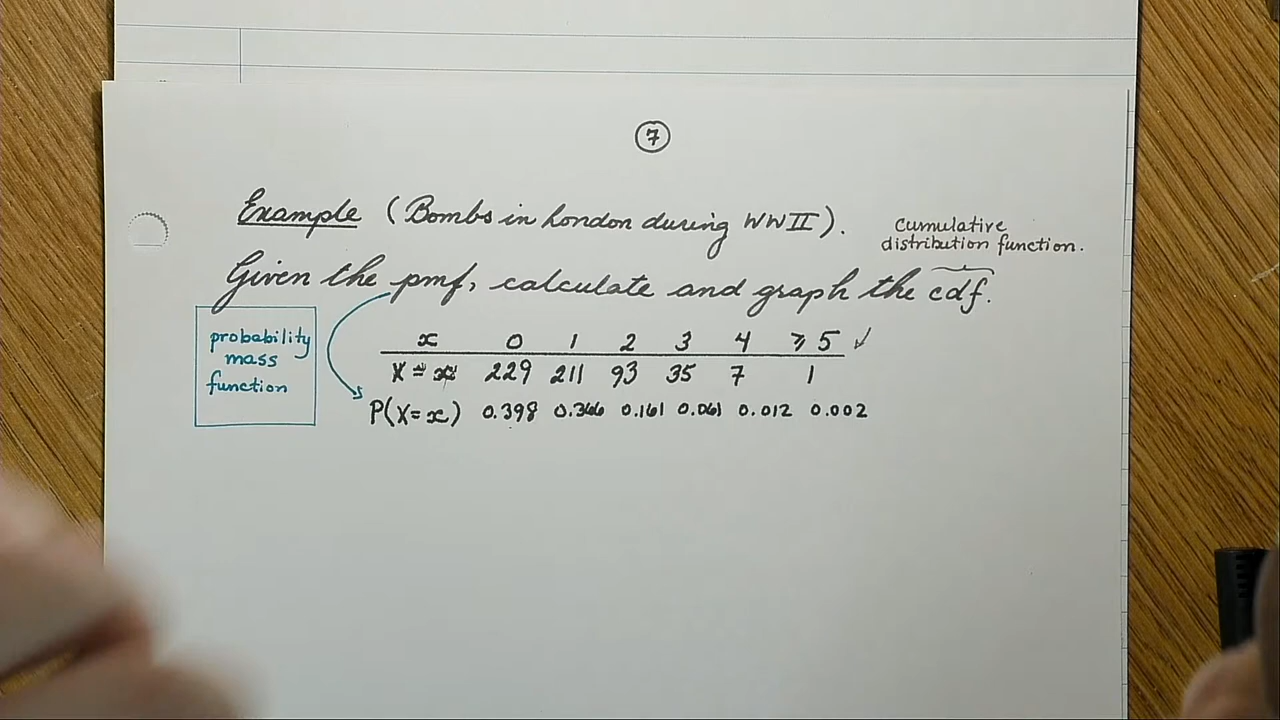 7
Example (Bombs in London during WWII).
Cumulative
distribution function.
Given the pmf, calculate and graph the cdf.
probability
mass
function
x 0 1 2 3 4 ⩾ 5 ✓
X = x 229 211 93 35 7 1
P(X=x) 0.398 0.366 0.161 0.061 0.012 0.002